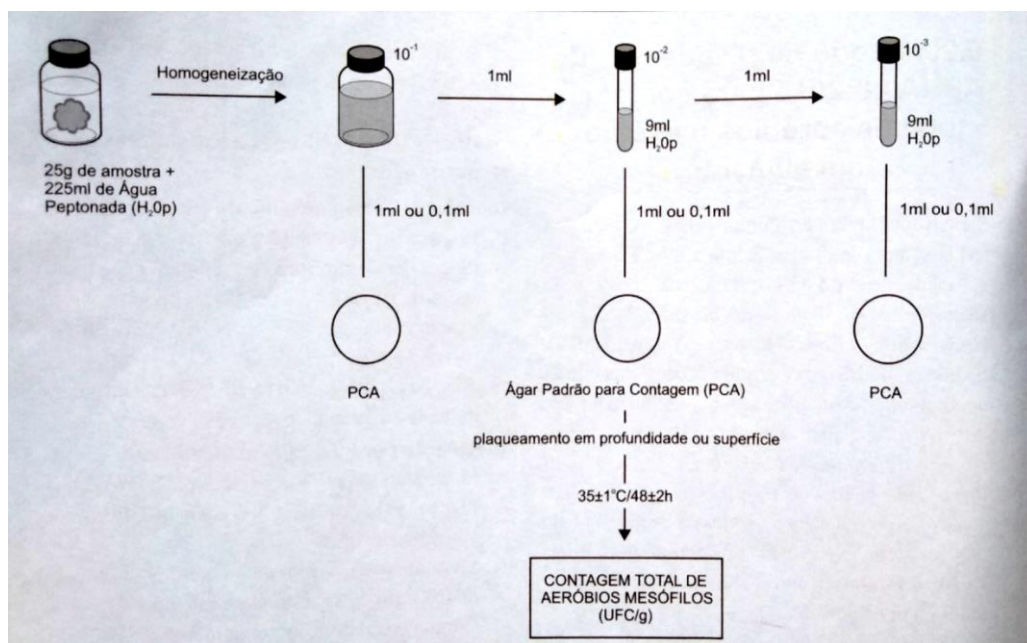 Homogeneização
10⁻¹
1ml
10⁻²
1ml
10⁻³
9ml
H₂0p
9ml
H₂0p
25g de amostra +
225ml de Água
Peptonada (H₂0p)
1ml ou 0,1ml
1ml ou 0,1ml
1ml ou 0,1ml
PCA
Ágar Padrão para Contagem (PCA)
PCA
plaqueamento em profundidade ou superfície
35±1°C/48±2h
CONTAGEM TOTAL DE
AERÓBIOS MESÓFILOS
(UFC/g)